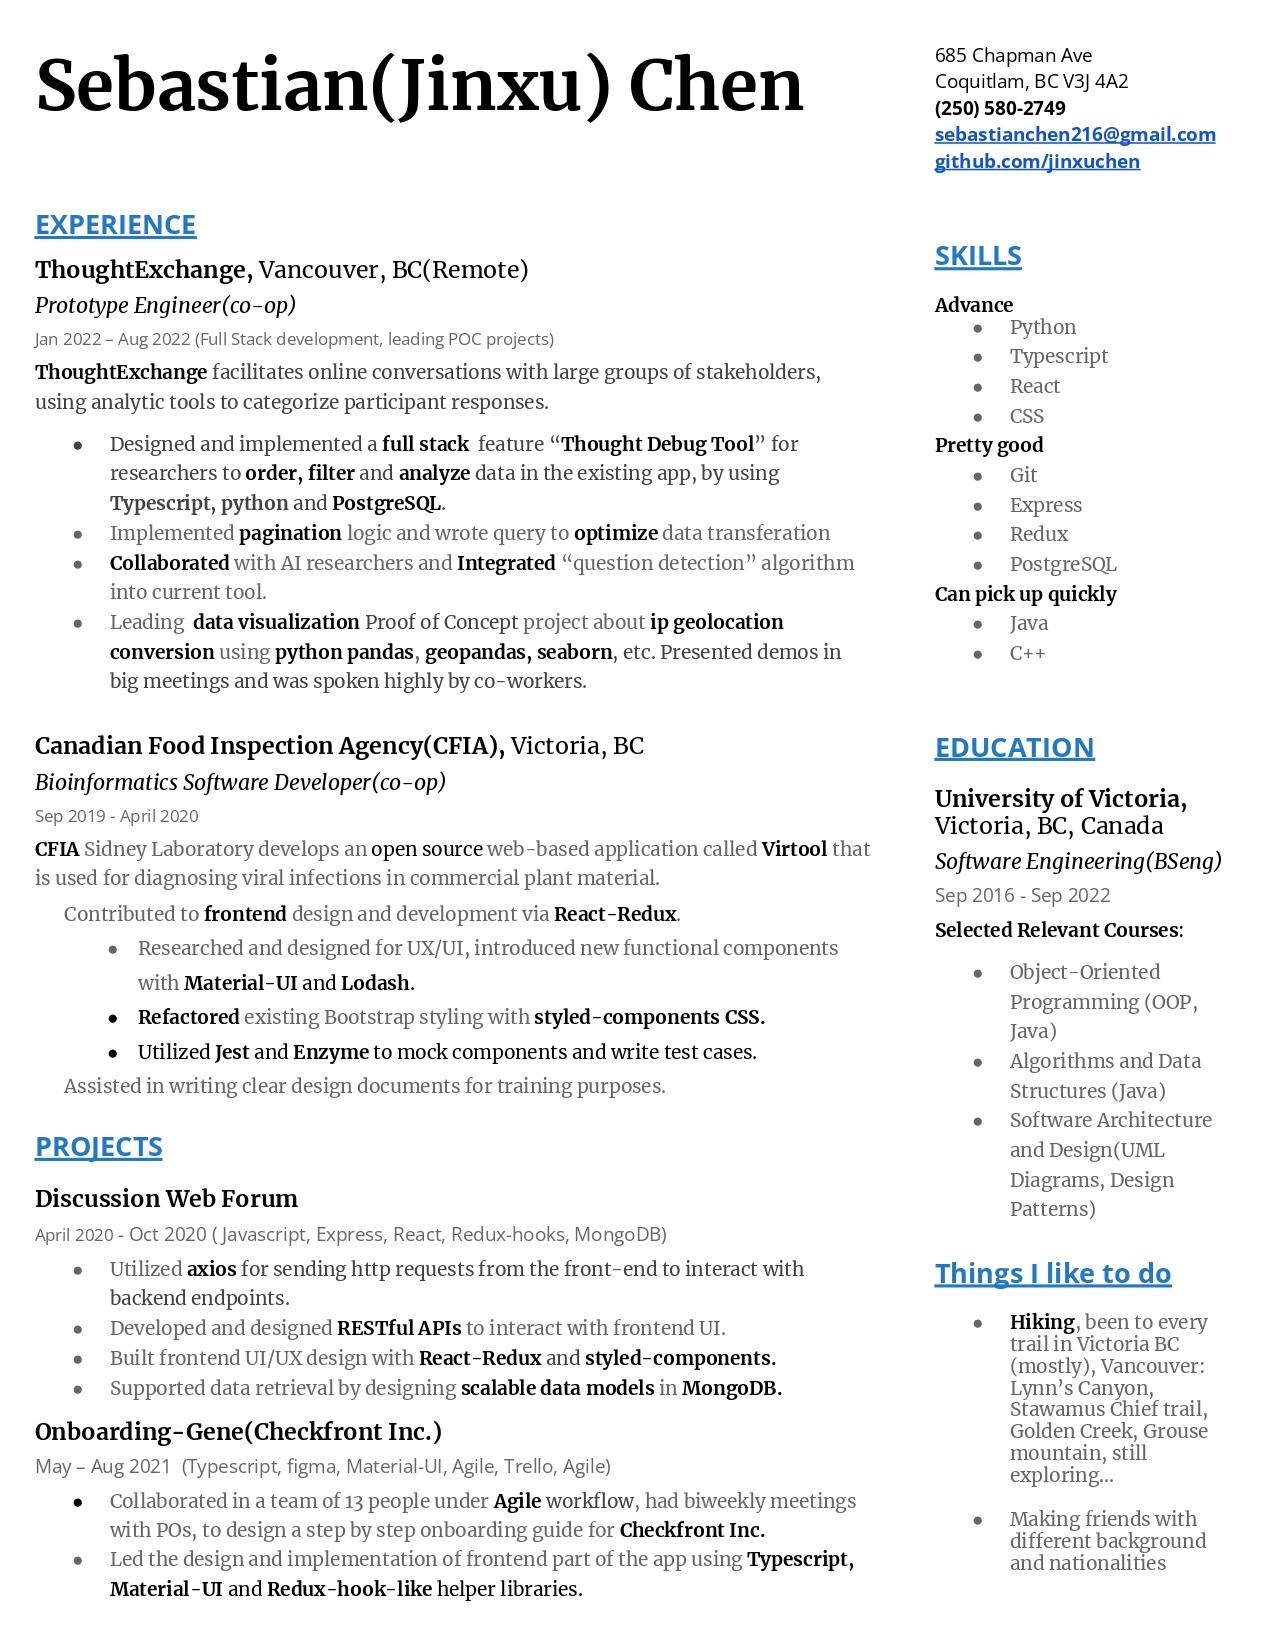 Sebastian(Jinxu) Chen
685 Chapman Ave
Coquitlam, BC V3J 4A2
(250) 580-2749
sebastianchen216@gmail.com
github.com/jinxuchen
EXPERIENCE
ThoughtExchange, Vancouver, BC(Remote)
Prototype Engineer(co-op)
Jan 2022 – Aug 2022 (Full Stack development, leading POC projects)
ThoughtExchange facilitates online conversations with large groups of stakeholders,
using analytic tools to categorize participant responses.
● Designed and implemented a full stack feature “Thought Debug Tool” for
researchers to order, filter and analyze data in the existing app, by using
Typescript, python and PostgreSQL.
● Implemented pagination logic and wrote query to optimize data transferation
● Collaborated with AI researchers and Integrated “question detection” algorithm
into current tool.
● Leading data visualization Proof of Concept project about ip geolocation
conversion using python pandas, geopandas, seaborn, etc. Presented demos in
big meetings and was spoken highly by co-workers.
Canadian Food Inspection Agency(CFIA), Victoria, BC
Bioinformatics Software Developer(co-op)
Sep 2019 - April 2020
CFIA Sidney Laboratory develops an open source web-based application called Virtool that
is used for diagnosing viral infections in commercial plant material.
Contributed to frontend design and development via React-Redux.
● Researched and designed for UX/UI, introduced new functional components
with Material-UI and Lodash.
● Refactored existing Bootstrap styling with styled-components CSS.
● Utilized Jest and Enzyme to mock components and write test cases.
Assisted in writing clear design documents for training purposes.
PROJECTS
Discussion Web Forum
April 2020 - Oct 2020 ( Javascript, Express, React, Redux-hooks, MongoDB)
● Utilized axios for sending http requests from the front-end to interact with
backend endpoints.
● Developed and designed RESTful APIs to interact with frontend UI.
● Built frontend UI/UX design with React-Redux and styled-components.
● Supported data retrieval by designing scalable data models in MongoDB.
Onboarding-Gene(Checkfront Inc.)
May – Aug 2021 (Typescript, figma, Material-UI, Agile, Trello, Agile)
● Collaborated in a team of 13 people under Agile workflow, had biweekly meetings
with POs, to design a step by step onboarding guide for Checkfront Inc.
● Led the design and implementation of frontend part of the app using Typescript,
Material-UI and Redux-hook-like helper libraries.
SKILLS
Advance
● Python
● Typescript
● React
● CSS
Pretty good
● Git
● Express
● Redux
● PostgreSQL
Can pick up quickly
● Java
● C++
EDUCATION
University of Victoria,
Victoria, BC, Canada
Software Engineering(BSeng)
Sep 2016 - Sep 2022
Selected Relevant Courses:
● Object-Oriented
Programming (OOP,
Java)
● Algorithms and Data
Structures (Java)
● Software Architecture
and Design(UML
Diagrams, Design
Patterns)
Things I like to do
● Hiking, been to every
trail in Victoria BC
(mostly), Vancouver:
Lynn’s Canyon,
Stawamus Chief trail,
Golden Creek, Grouse
mountain, still
exploring...
● Making friends with
different background
and nationalities